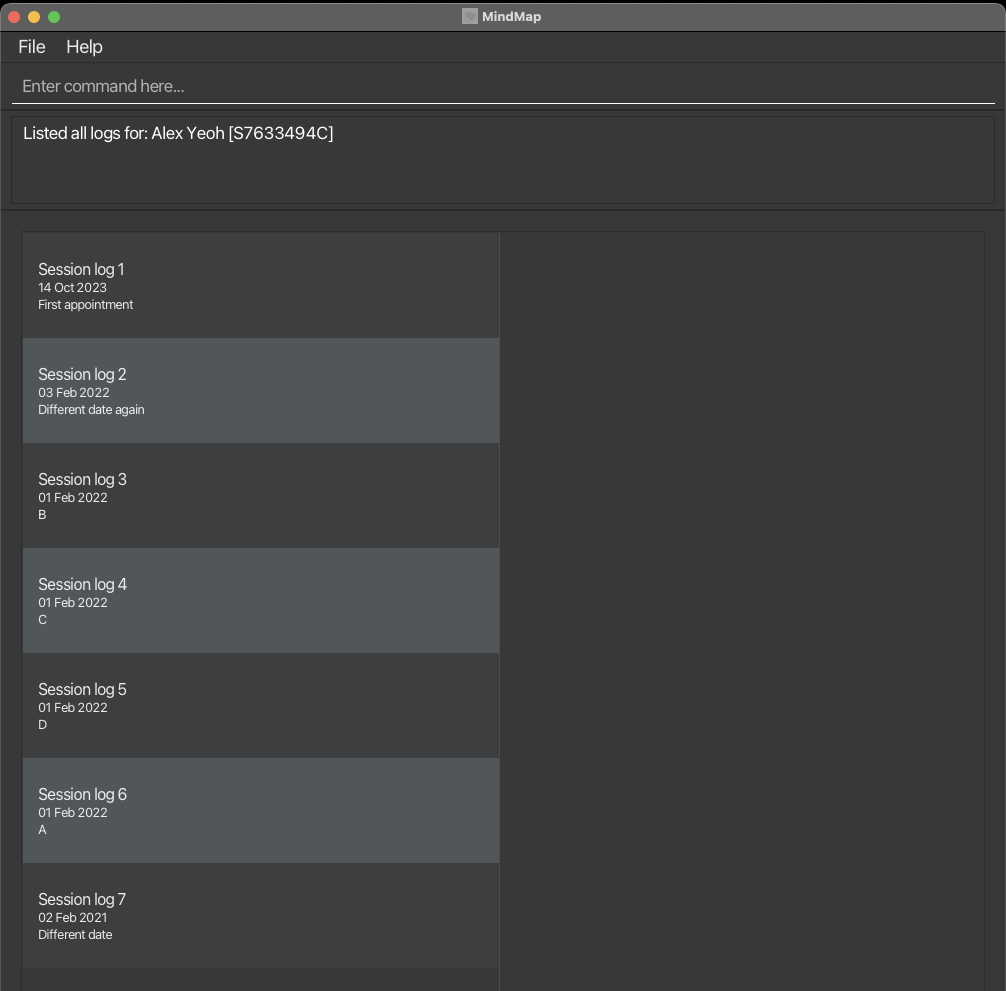 MindMap
File Help
Enter command here...
Listed all logs for: Alex Yeoh [S7633494C]
Session log 1
14 Oct 2023
First appointment
Session log 2
03 Feb 2022
Different date again
Session log 3
01 Feb 2022
B
Session log 4
01 Feb 2022
C
Session log 5
01 Feb 2022
D
Session log 6
01 Feb 2022
A
Session log 7
02 Feb 2021
Different date